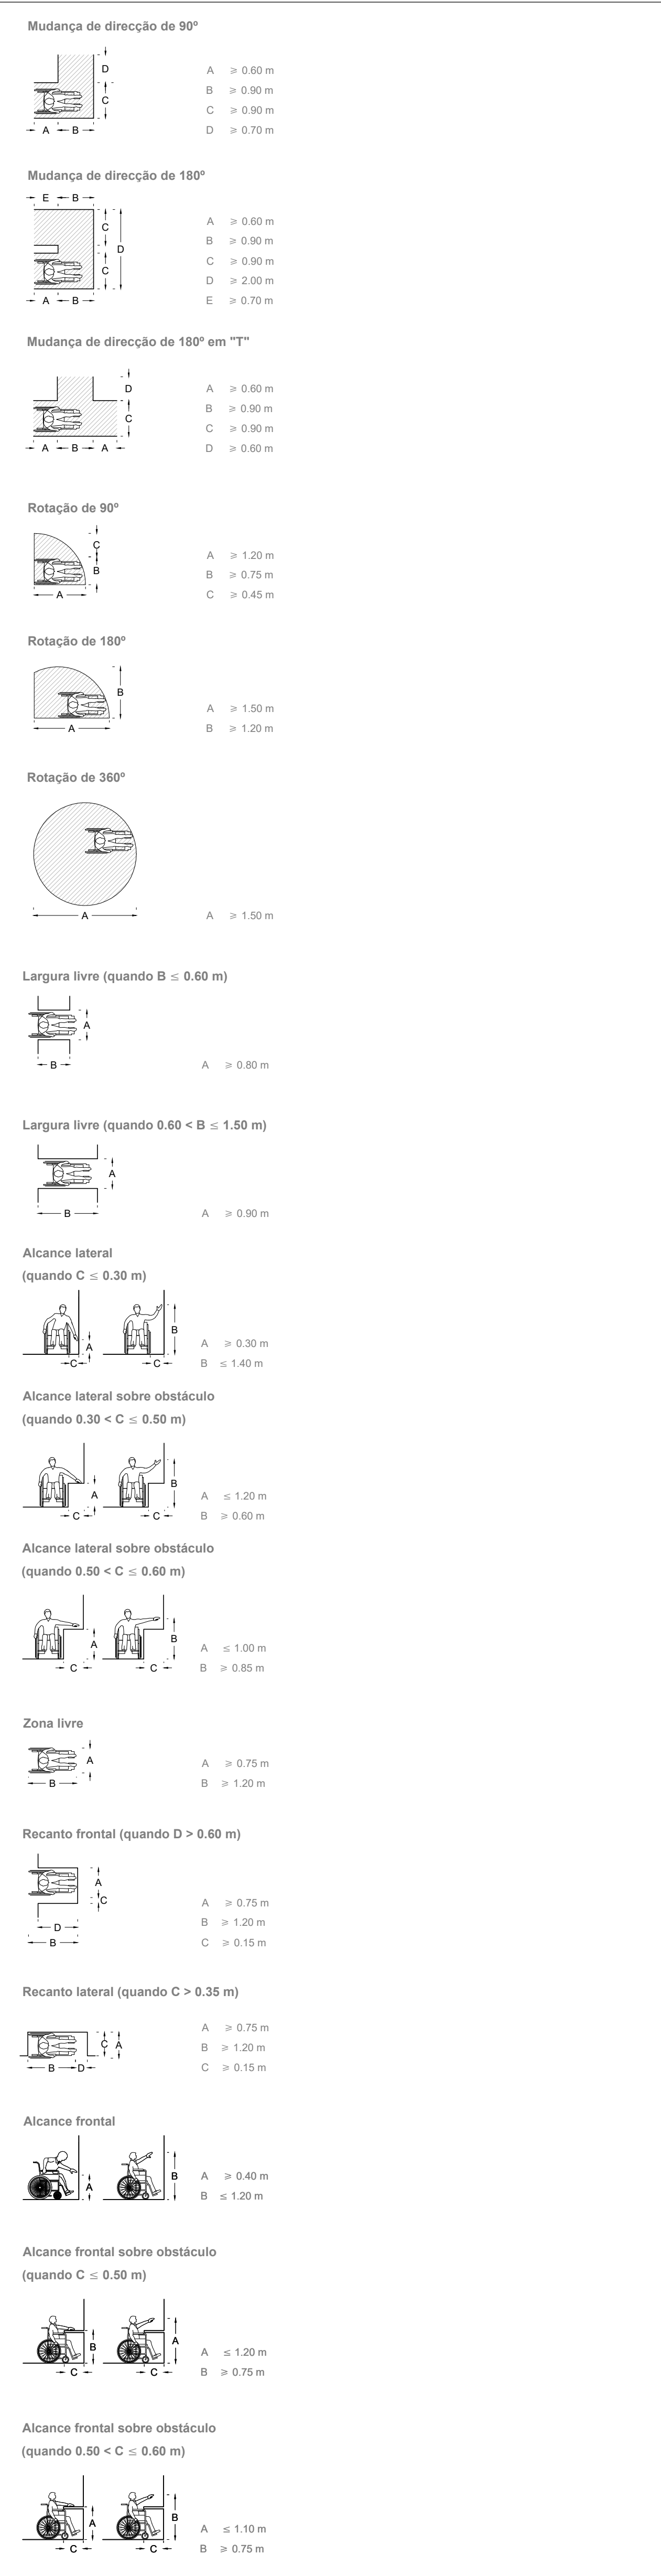 Mudança de direcção de 90º
D
C
A B
A ⩾ 0.60 m
B ⩾ 0.90 m
C ⩾ 0.90 m
D ⩾ 0.70 m
Mudança de direcção de 180º
E B
C
D
C
A B
A ⩾ 0.60 m
B ⩾ 0.90 m
C ⩾ 0.90 m
D ⩾ 2.00 m
E ⩾ 0.70 m
Mudança de direcção de 180º em "T"
D
C
A B A
A ⩾ 0.60 m
B ⩾ 0.90 m
C ⩾ 0.90 m
D ⩾ 0.60 m
Rotação de 90º
C
B
A
A ⩾ 1.20 m
B ⩾ 0.75 m
C ⩾ 0.45 m
Rotação de 180º
B
A
A ⩾ 1.50 m
B ⩾ 1.20 m
Rotação de 360º
A
A ⩾ 1.50 m
Largura livre (quando B ≤ 0.60 m)
A
B
A ⩾ 0.80 m
Largura livre (quando 0.60 < B ≤ 1.50 m)
A
B
A ⩾ 0.90 m
Alcance lateral
(quando C ≤ 0.30 m)
A B
C C
A ⩾ 0.30 m
B ≤ 1.40 m
Alcance lateral sobre obstáculo
(quando 0.30 < C ≤ 0.50 m)
A B
C C
A ≤ 1.20 m
B ⩾ 0.60 m
Alcance lateral sobre obstáculo
(quando 0.50 < C ≤ 0.60 m)
A B
C C
A ≤ 1.00 m
B ⩾ 0.85 m
Zona livre
A
B
A ⩾ 0.75 m
B ⩾ 1.20 m
Recanto frontal (quando D > 0.60 m)
A
C
D
B
A ⩾ 0.75 m
B ⩾ 1.20 m
C ⩾ 0.15 m
Recanto lateral (quando C > 0.35 m)
C A
B D
A ⩾ 0.75 m
B ⩾ 1.20 m
C ⩾ 0.15 m
Alcance frontal
A B
A ⩾ 0.40 m
B ≤ 1.20 m
Alcance frontal sobre obstáculo
(quando C ≤ 0.50 m)
B A
C C
A ≤ 1.20 m
B ⩾ 0.75 m
Alcance frontal sobre obstáculo
(quando 0.50 < C ≤ 0.60 m)
A B
C C
A ≤ 1.10 m
B ⩾ 0.75 m